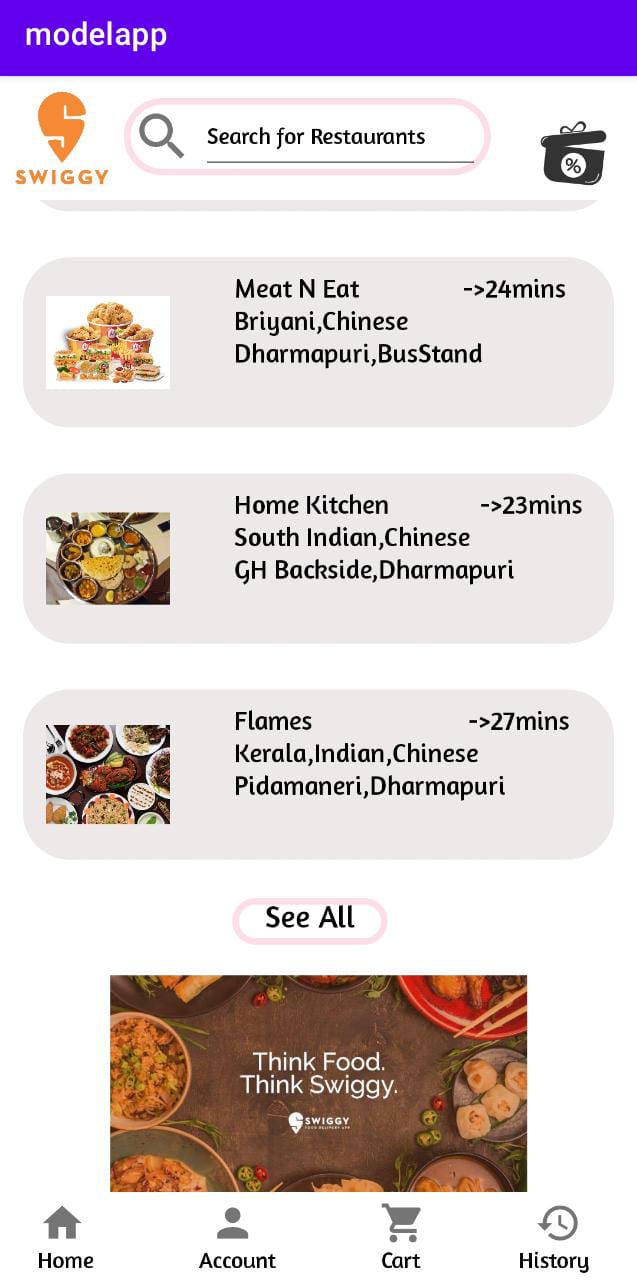 modelapp
SWIGGY
Search for Restaurants
%
Meat N Eat ->24mins
Briyani,Chinese
Dharmapuri,BusStand
Home Kitchen ->23mins
South Indian,Chinese
GH Backside,Dharmapuri
Flames ->27mins
Kerala,Indian,Chinese
Pidamaneri,Dharmapuri
See All
Think Food.
Think Swiggy.
SWIGGY
FOOD DELIVERY APP
Home Account Cart History